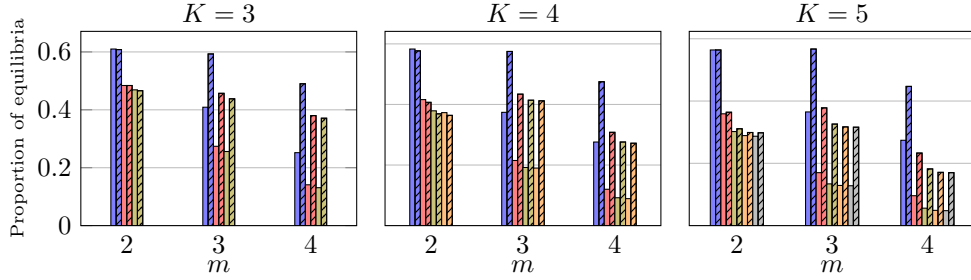 K = 3
K = 4
K = 5
Proportion of equilibria
0.6
0.4
0.2
0
2 3 4
2 3 4
2 3 4
m
m
m